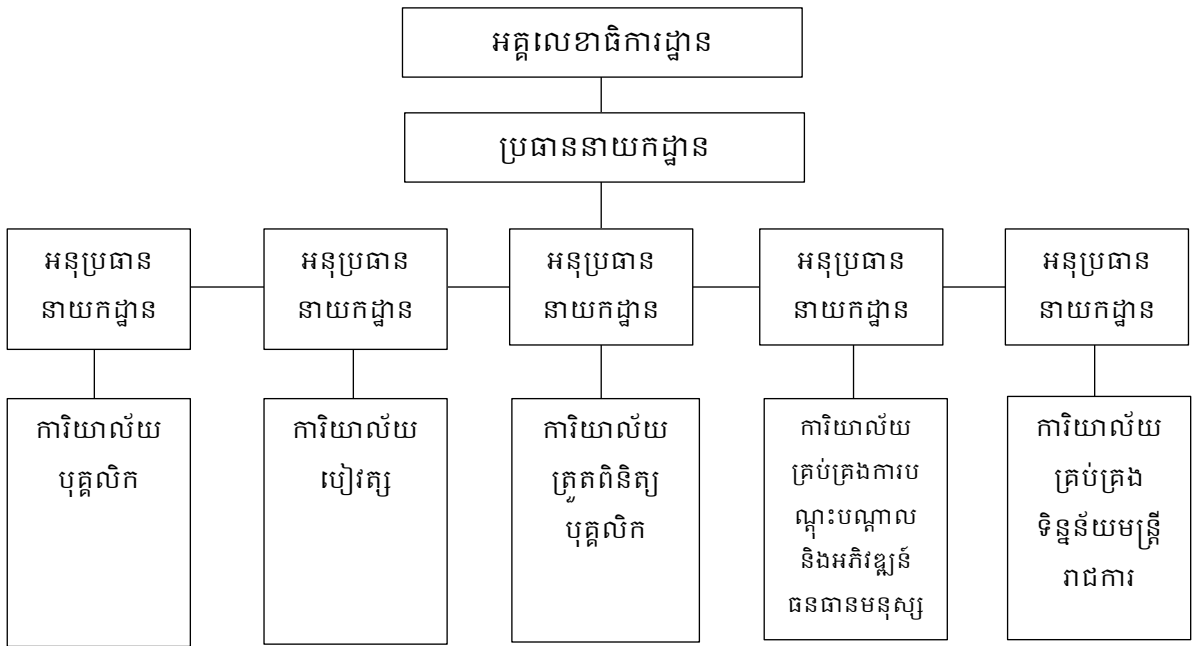 អគ្គលេខាធិការដ្ឋាន
ប្រធាននាយកដ្ឋាន
អនុប្រធាន
នាយកដ្ឋាន
អនុប្រធាន
នាយកដ្ឋាន
អនុប្រធាន
នាយកដ្ឋាន
អនុប្រធាន
នាយកដ្ឋាន
អនុប្រធាន
នាយកដ្ឋាន
ការិយាល័យ
បុគ្គលិក
ការិយាល័យ
បៀវត្ស
ការិយាល័យ
ត្រួតពិនិត្យ
បុគ្គលិក
ការិយាល័យ
គ្រប់គ្រងការប
ណ្តុះបណ្តាល
និងអភិវឌ្ឍន៍
ធនធានមនុស្ស
ការិយាល័យ
គ្រប់គ្រង
ទិន្នន័យមន្ត្រី
រាជការ